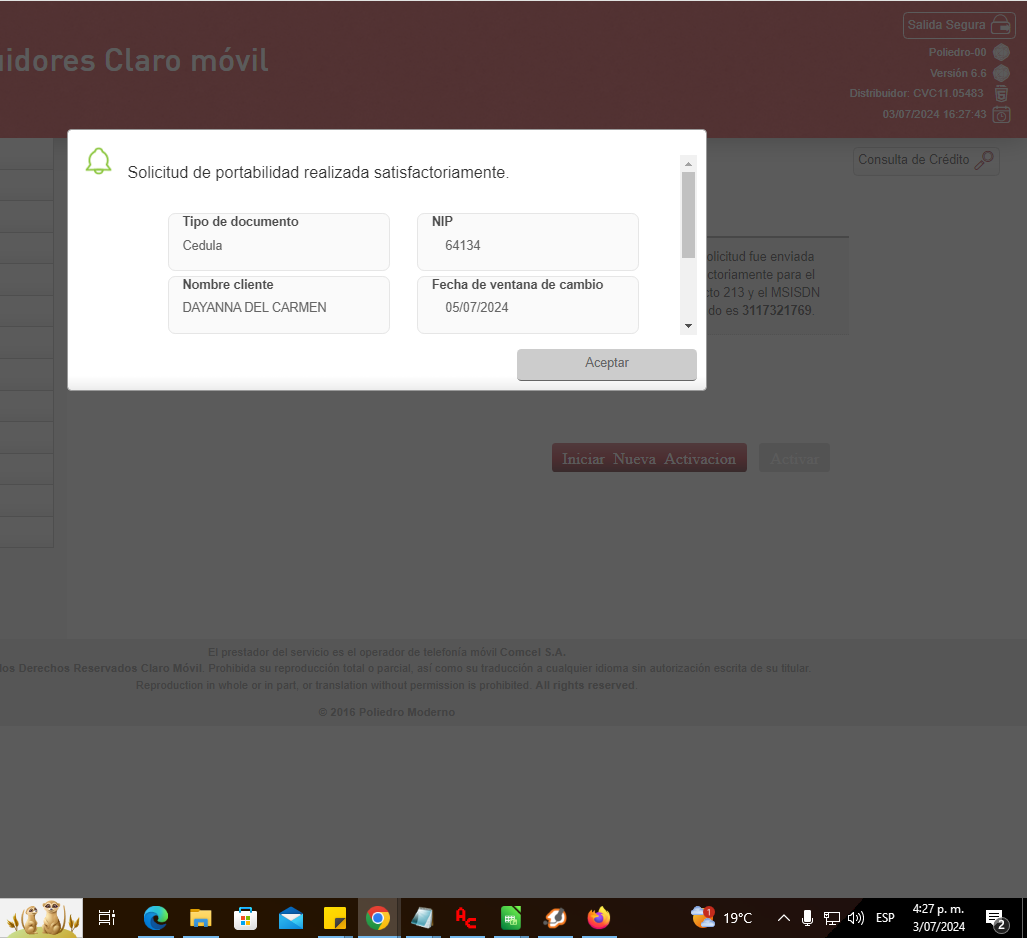 Salida Segura
uidores Claro móvil
Poliedro-00
Versión 6.6
Distribuidor: CVC11.05483
03/07/2024 16:27:43
Consulta de Crédito
Solicitud de portabilidad realizada satisfactoriamente.
Tipo de documento
Cedula
NIP
64134
Nombre cliente
DAYANNA DEL CARMEN
Fecha de ventana de cambio
05/07/2024
Aceptar
olicitud fue enviada
ctoriamente para el
cto 213 y el MSISDN
do es 3117321769
Iniciar Nueva Activacion
Activar
El prestador del servicio es el operador de telefonía móvil Comcel S.A.
los Derechos Reservados Claro Móvil. Prohibida su reproducción total o parcial, así como su traducción a cualquier idioma sin autorización escrita de su titular.
Reproduction in whole or in part, or translation without permission is prohibited. All rights reserved.
© 2016 Poliedro Moderno
1
19°C
ESP
4:27 p. m.
3/07/2024
2